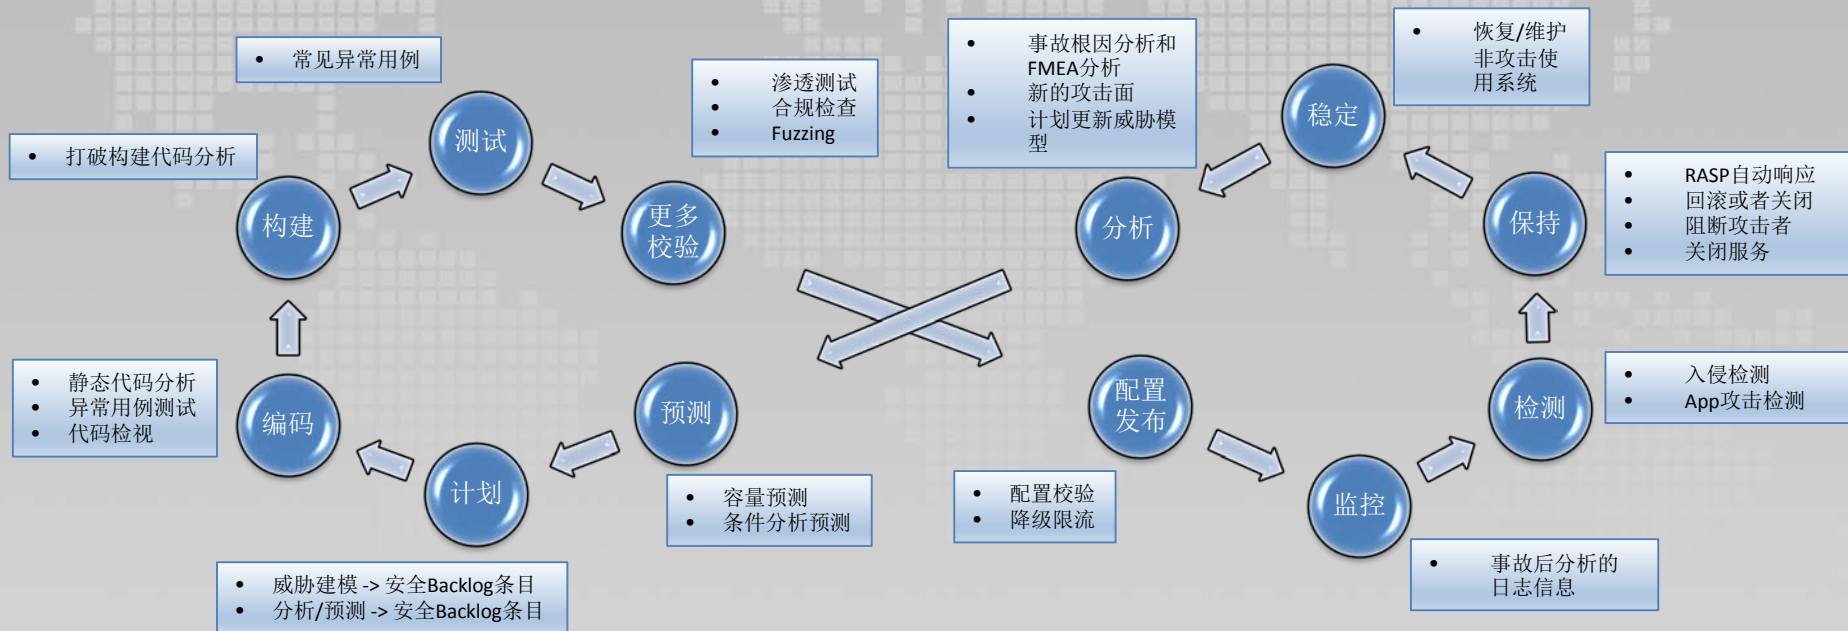 • 常见异常用例
测试
• 打破构建代码分析
构建
• 渗透测试
• 合规检查
• Fuzzing
更多
校验
• 静态代码分析
• 异常用例测试
• 代码检视
编码
计划
• 威胁建模 -> 安全Backlog条目
• 分析/预测 -> 安全Backlog条目
预测
• 容量预测
• 条件分析预测
• 事故根因分析和
FMEA分析
• 新的攻击面
• 计划更新威胁模
型
分析
稳定
• 恢复/维护
非攻击使
用系统
保持
• RASP自动响应
• 回滚或者关闭
• 阻断攻击者
• 关闭服务
检测
• 入侵检测
• App攻击检测
配置
发布
• 配置校验
• 降级限流
监控
• 事故后分析的
日志信息